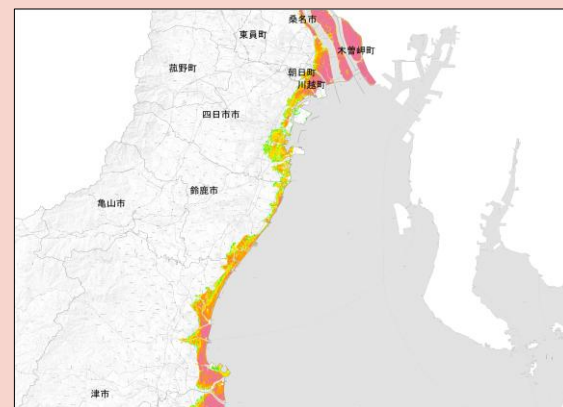 桑名市
東員町
木曽岬町
菰野町
朝日町
川越町
四日市市
鈴鹿市
亀山市
津市